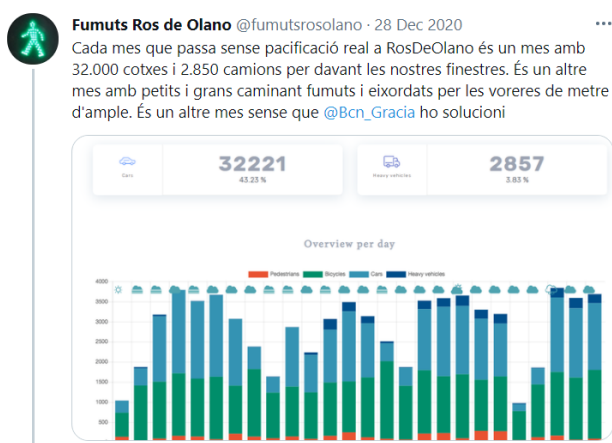 Fumuts Ros de Olano @fumutsrosolano · 28 Dec 2020
Cada mes que passa sense pacificació real a RosDeOlano és un mes amb
32.000 cotxes i 2.850 camions per davant les nostres finestres. És un altre
mes amb petits i grans caminant fumuts i eixordats per les voreres de metre
d'ample. És un altre mes sense que @Bcn_Gracia ho solucioni
32221
2857
Cars
43.23 %
Heavy vehicles
3.83 %
Overview per day
Pedestrians Bicycles Cars Heavy vehicles
4000
3500
3000
2500
2000
1500
1000
500